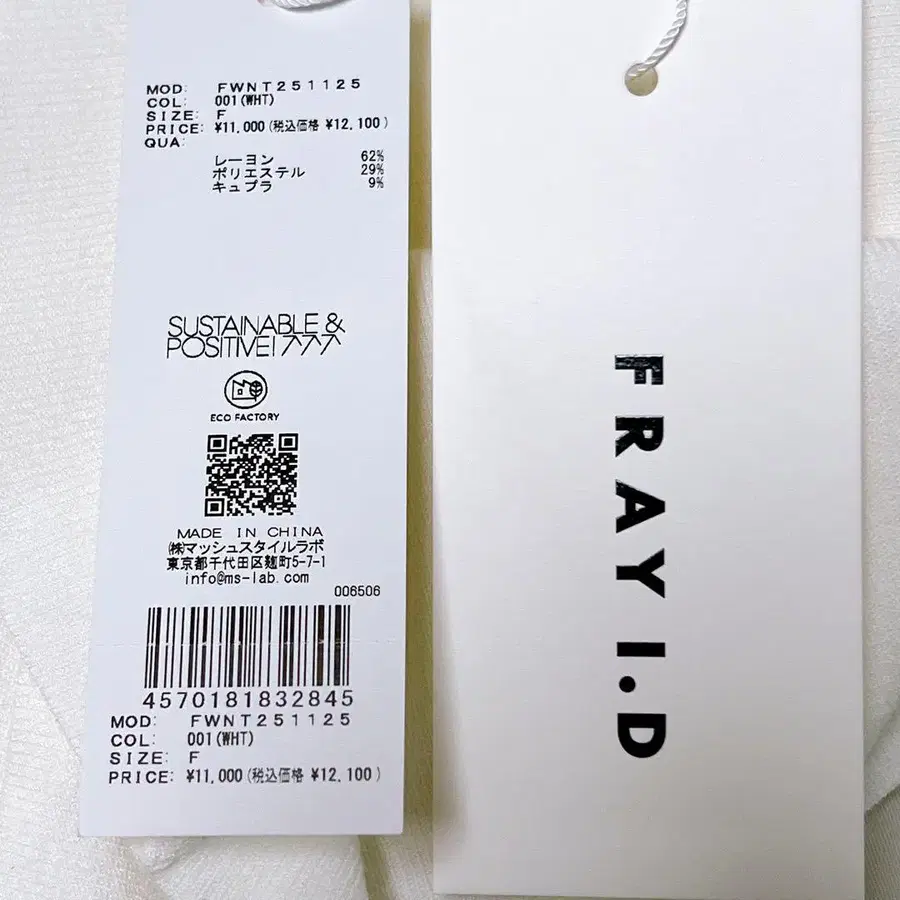 MOD: FWNT251125
COL: 001(WHT)
SIZE: F
PRICE: ¥11,000(税込価格 ¥12,100)
QUA:
レーヨン 62%
ポリエステル 29%
キュプラ 9%
SUSTAINABLE &
POSITIVE!
ECO FACTORY
MADE IN CHINA
㈱マッシュスタイルラボ
東京都千代田区麹町5-7-1
info@ms-lab.com
006506
4570181832845
MOD: FWNT251125
COL: 001(WHT)
SIZE: F
PRICE: ¥11,000(税込価格 ¥12,100)
FRAY I.D